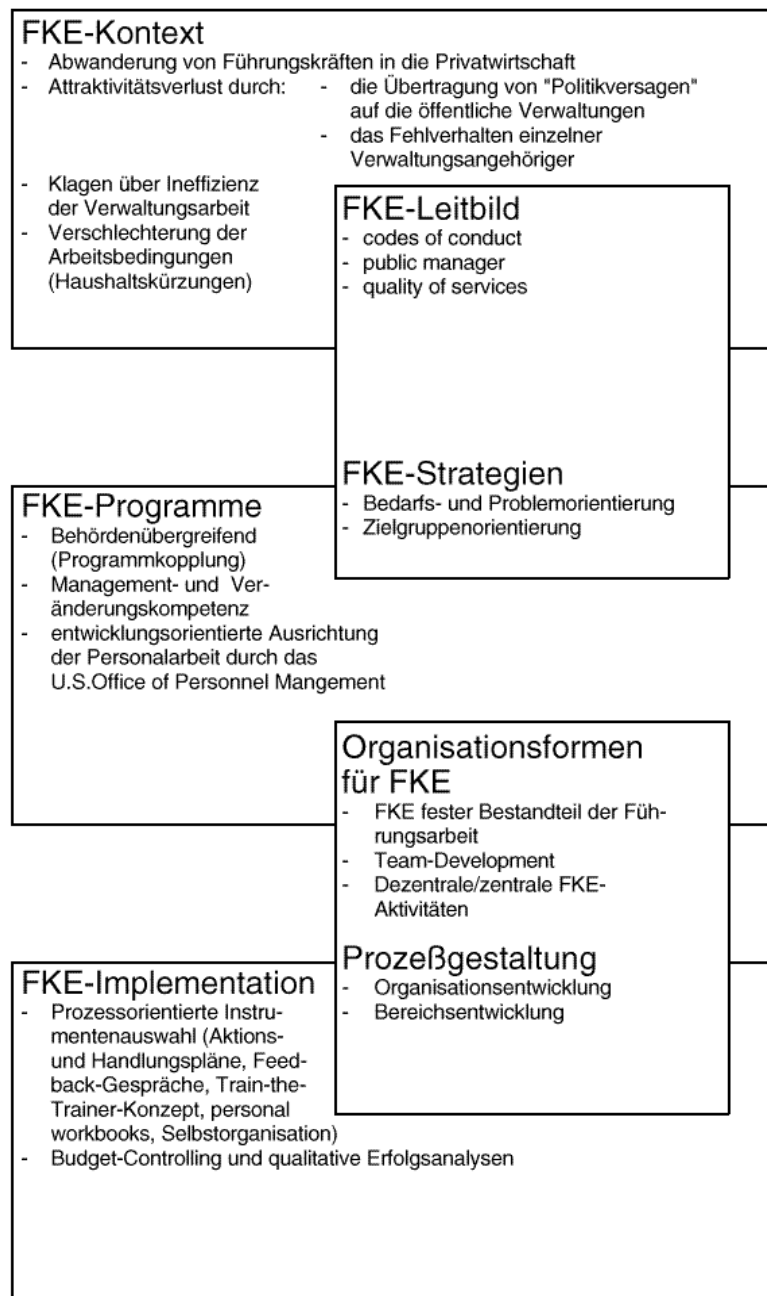 FKE-Kontext
- Abwanderung von Führungskräften in die Privatwirtschaft
- Attraktivitätsverlust durch: - die Übertragung von "Politikversagen"
auf die öffentliche Verwaltungen
- das Fehlverhalten einzelner
Verwaltungsangehöriger
- Klagen über Ineffizienz
der Verwaltungsarbeit
- Verschlechterung der
Arbeitsbedingungen
(Haushaltskürzungen)
FKE-Leitbild
- codes of conduct
- public manager
- quality of services
FKE-Strategien
- Bedarfs- und Problemorientierung
- Zielgruppenorientierung
FKE-Programme
- Behördenübergreifend
(Programmkopplung)
- Management- und Ver-
änderungskompetenz
- entwicklungsorientierte Ausrichtung
der Personalarbeit durch das
U.S.Office of Personnel Mangement
Organisationsformen
für FKE
- FKE fester Bestandteil der Füh-
rungsarbeit
- Team-Development
- Dezentrale/zentrale FKE-
Aktivitäten
Prozeßgestaltung
- Organisationsentwicklung
- Bereichsentwicklung
FKE-Implementation
- Prozessorientierte Instru-
mentenauswahl (Aktions-
und Handlungspläne, Feed-
back-Gespräche, Train-the-
Trainer-Konzept, personal
workbooks, Selbstorganisation)
- Budget-Controlling und qualitative Erfolgsanalysen